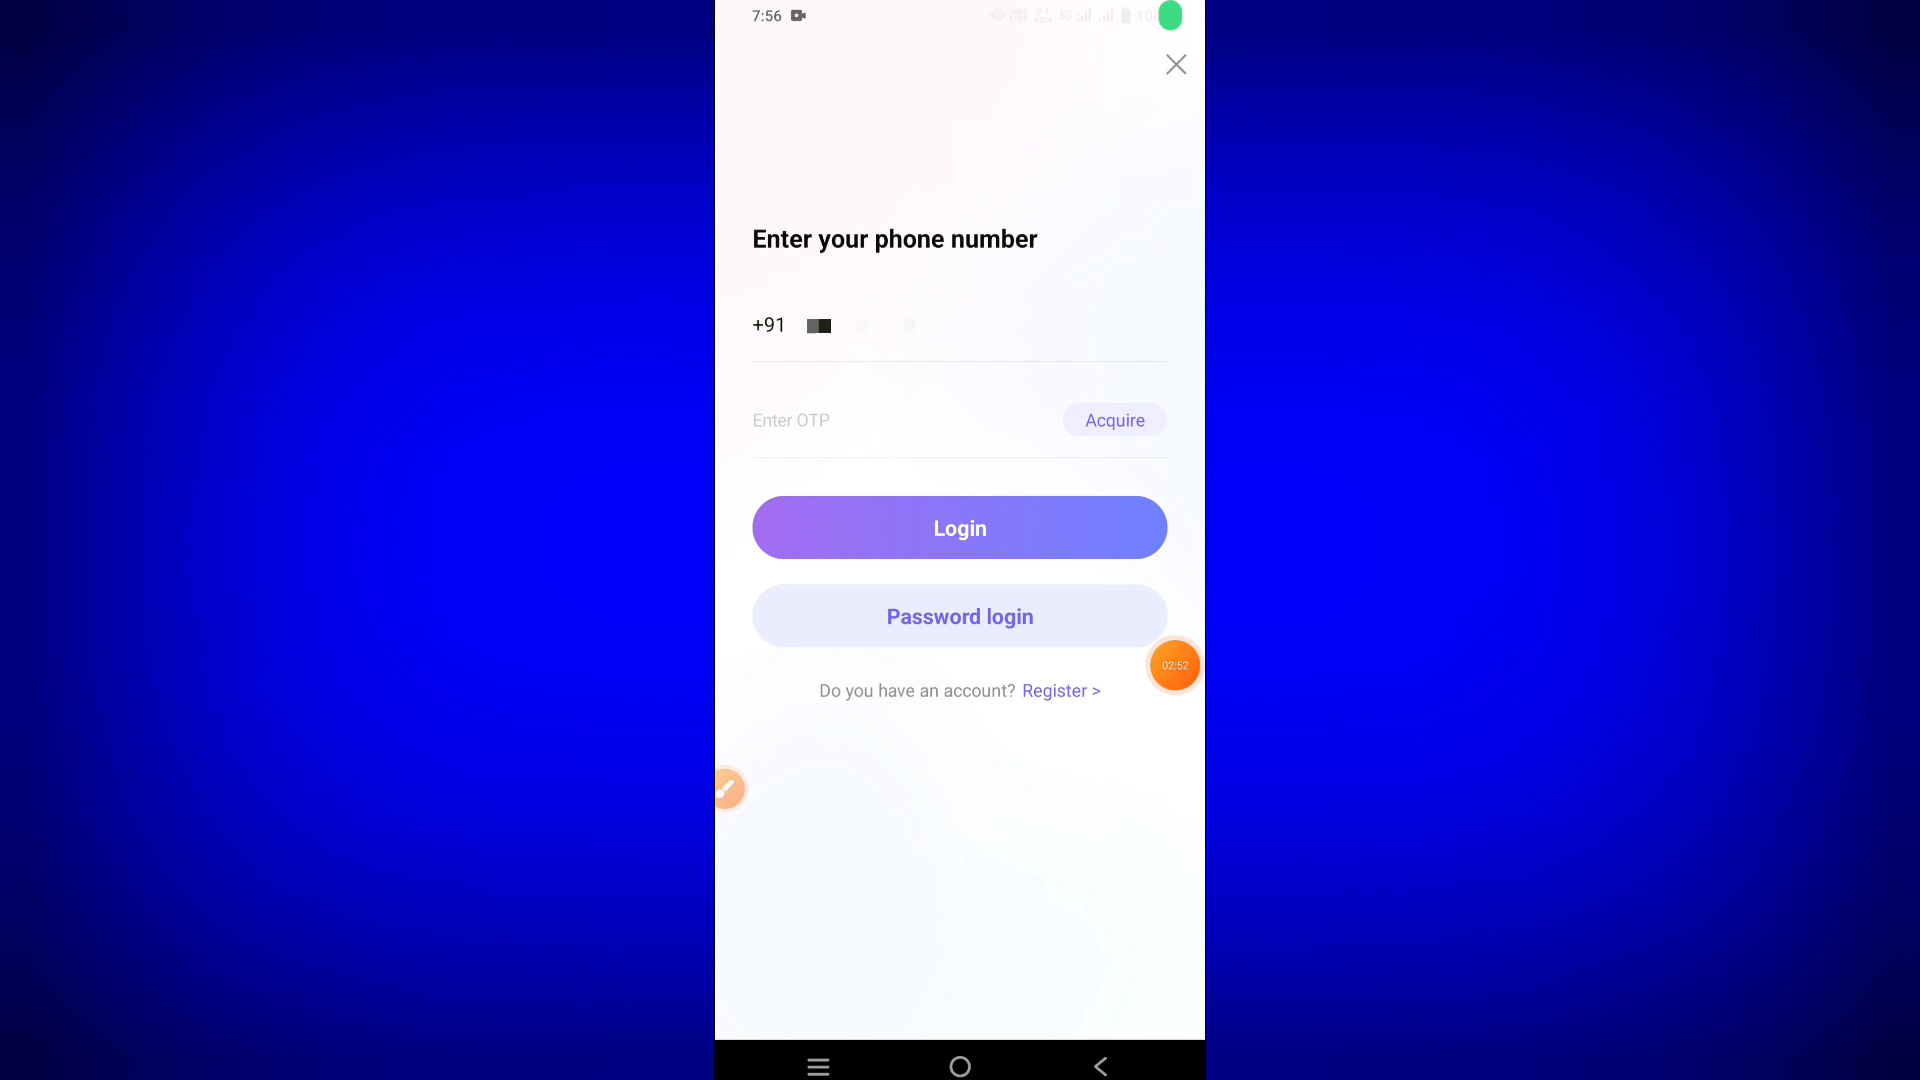 7:56
Enter your phone number
+91
Enter OTP
Acquire
Login
Password login
02:52
Do you have an account? Register >